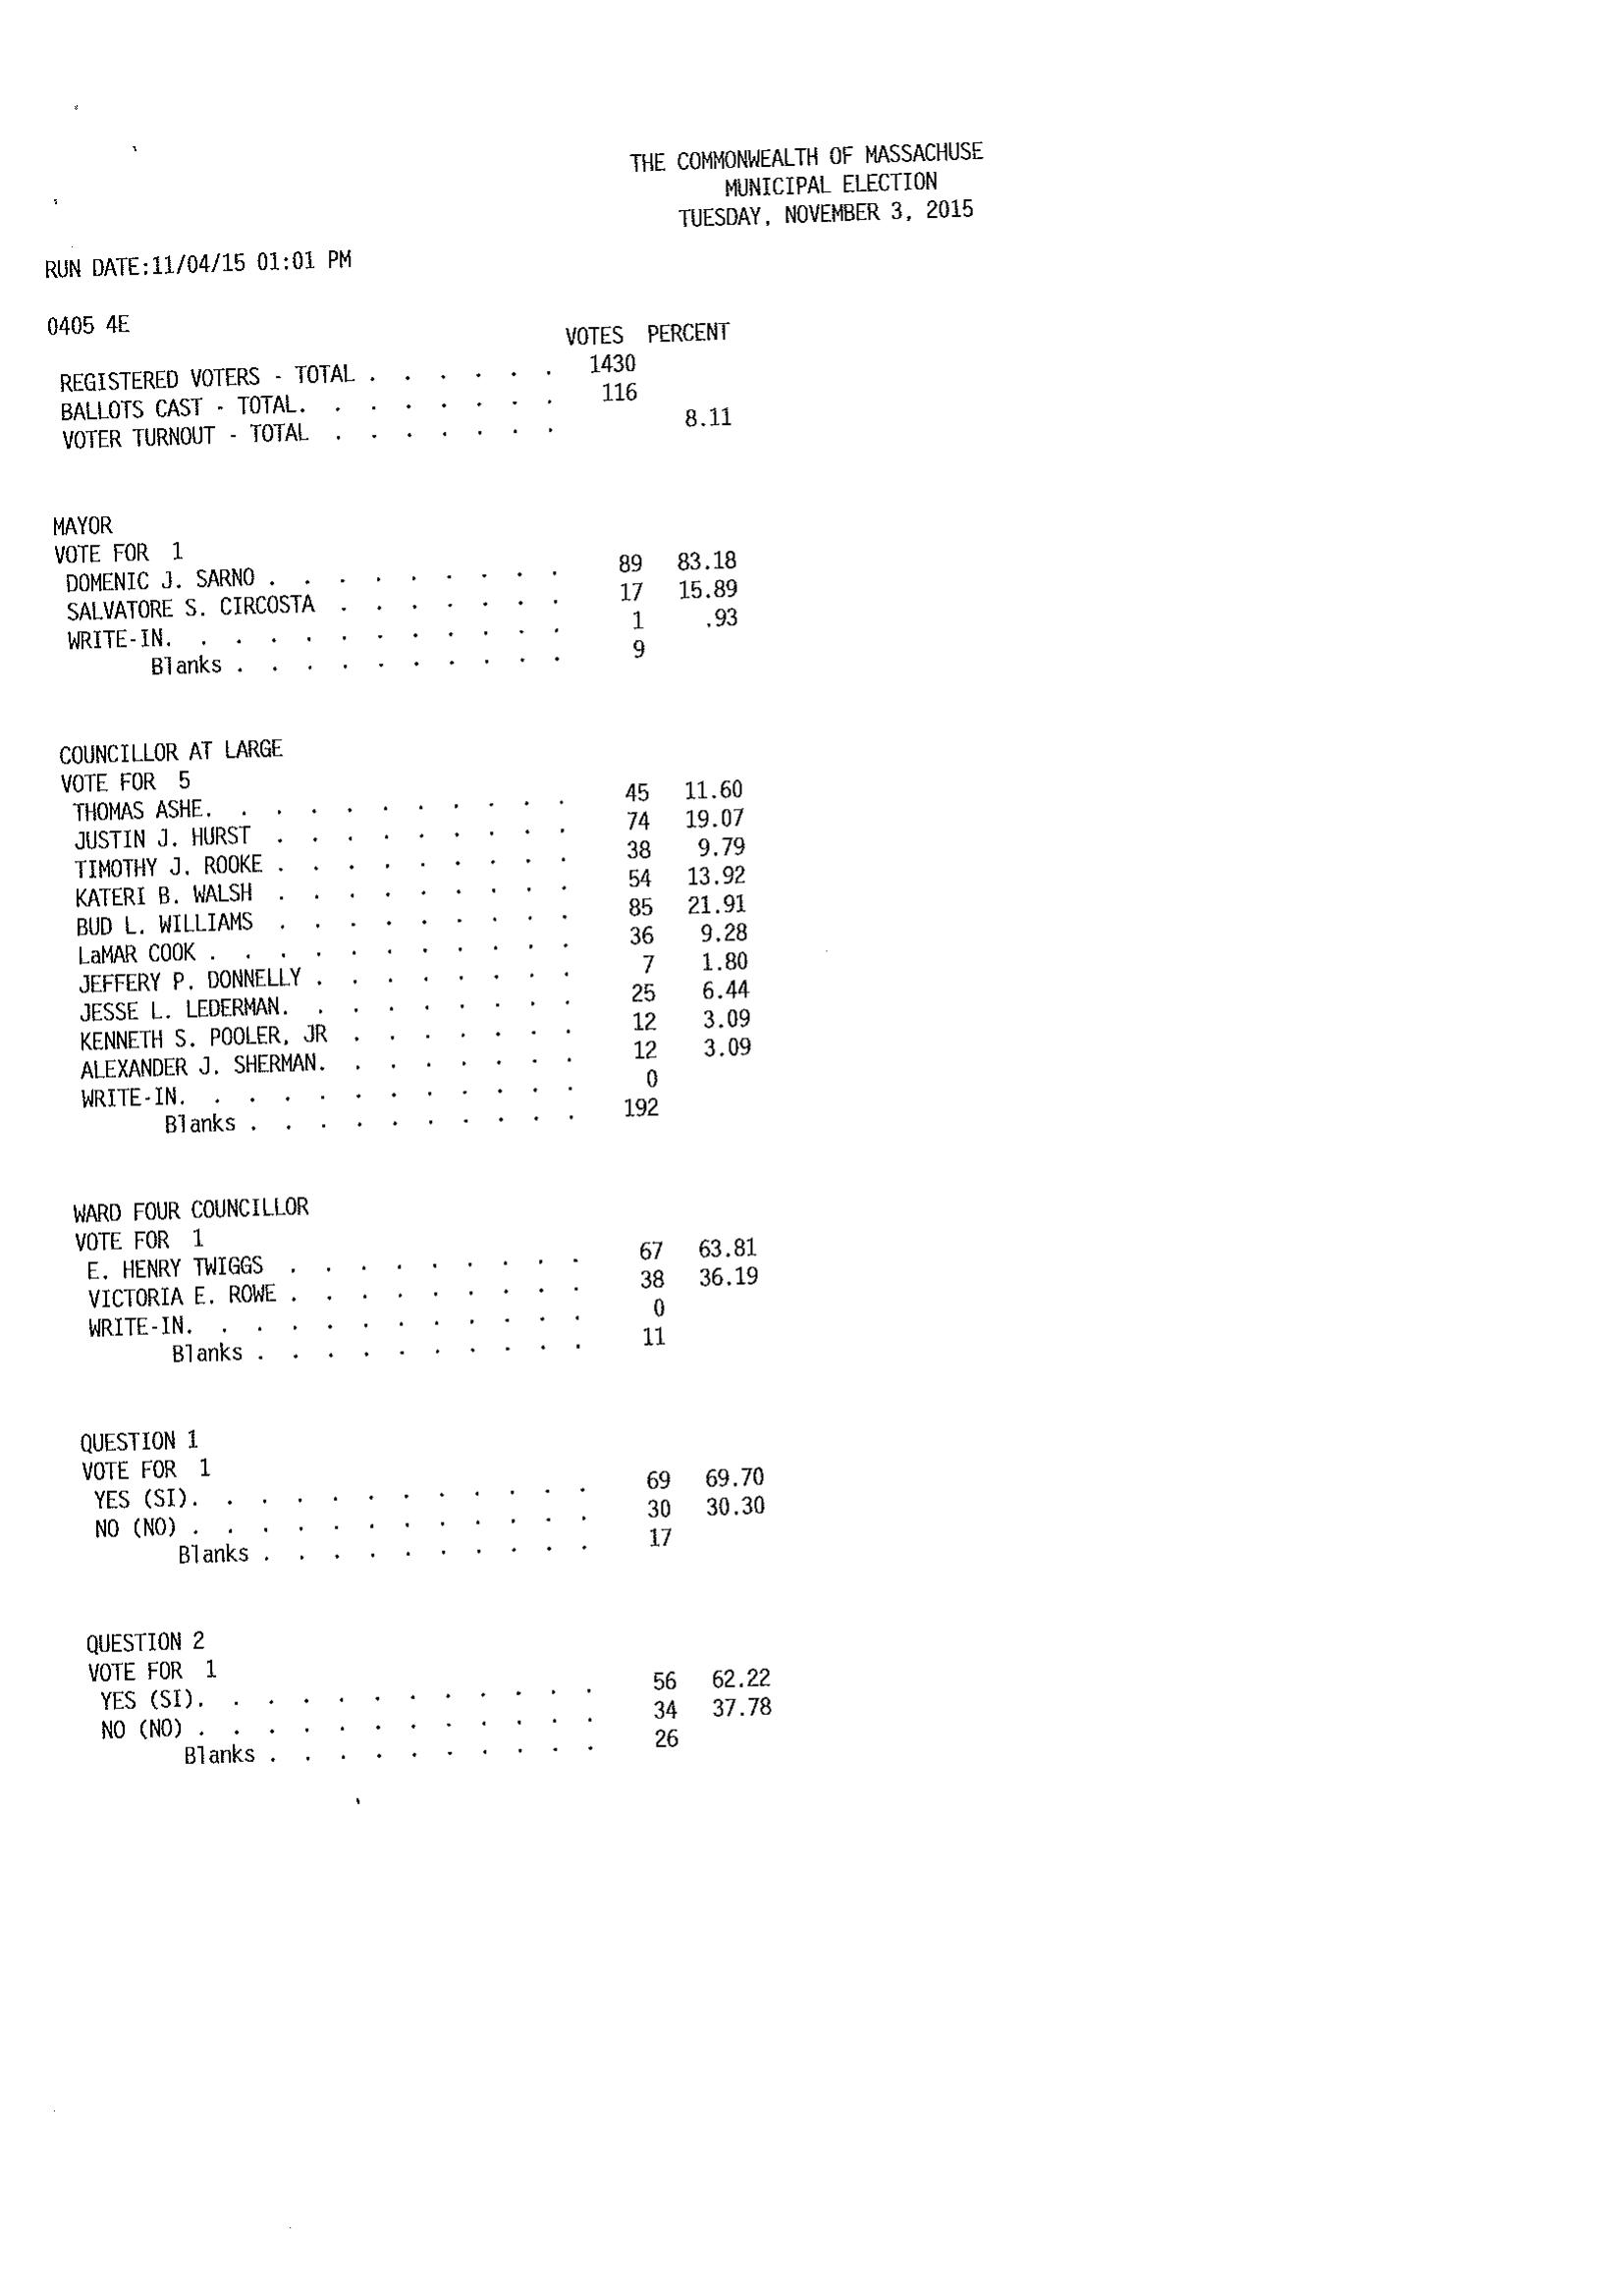 THE COMMONWEALTH OF MASSACHUSE
MUNICIPAL ELECTION
TUESDAY, NOVEMBER 3, 2015
RUN DATE:11/04/15 01:01 PM
0405 4E
VOTES PERCENT
REGISTERED VOTERS - TOTAL . . . . . . 1430
BALLOTS CAST - TOTAL. . . . . . . . 116
VOTER TURNOUT - TOTAL . . . . . . . 8.11
MAYOR
VOTE FOR 1
DOMENIC J. SARNO . . . . . . . . . 89 83.18
SALVATORE S. CIRCOSTA . . . . . . . 17 15.89
WRITE-IN. . . . . . . . . . . . 1 .93
Blanks . . . . . . . . . . 9
COUNCILLOR AT LARGE
VOTE FOR 5
THOMAS ASHE. . . . . . . . . . . 45 11.60
JUSTIN J. HURST . . . . . . . . . 74 19.07
TIMOTHY J. ROOKE . . . . . . . . . 38 9.79
KATERI B. WALSH . . . . . . . . . 54 13.92
BUD L. WILLIAMS . . . . . . . . . 85 21.91
LaMAR COOK . . . . . . . . . . . 36 9.28
JEFFERY P. DONNELLY . . . . . . . . 7 1.80
JESSE L. LEDERMAN. . . . . . . . . 25 6.44
KENNETH S. POOLER, JR . . . . . . . 12 3.09
ALEXANDER J. SHERMAN. . . . . . . . 12 3.09
WRITE-IN. . . . . . . . . . . . 0
Blanks . . . . . . . . . . 192
WARD FOUR COUNCILLOR
VOTE FOR 1
E. HENRY TWIGGS . . . . . . . . . 67 63.81
VICTORIA E. ROWE . . . . . . . . . 38 36.19
WRITE-IN. . . . . . . . . . . . 0
Blanks . . . . . . . . . . 11
QUESTION 1
VOTE FOR 1
YES (SI). . . . . . . . . . . . 69 69.70
NO (NO) . . . . . . . . . . . . 30 30.30
Blanks . . . . . . . . . . 17
QUESTION 2
VOTE FOR 1
YES (SI). . . . . . . . . . . . 56 62.22
NO (NO) . . . . . . . . . . . . 34 37.78
Blanks . . . . . . . . . . 26